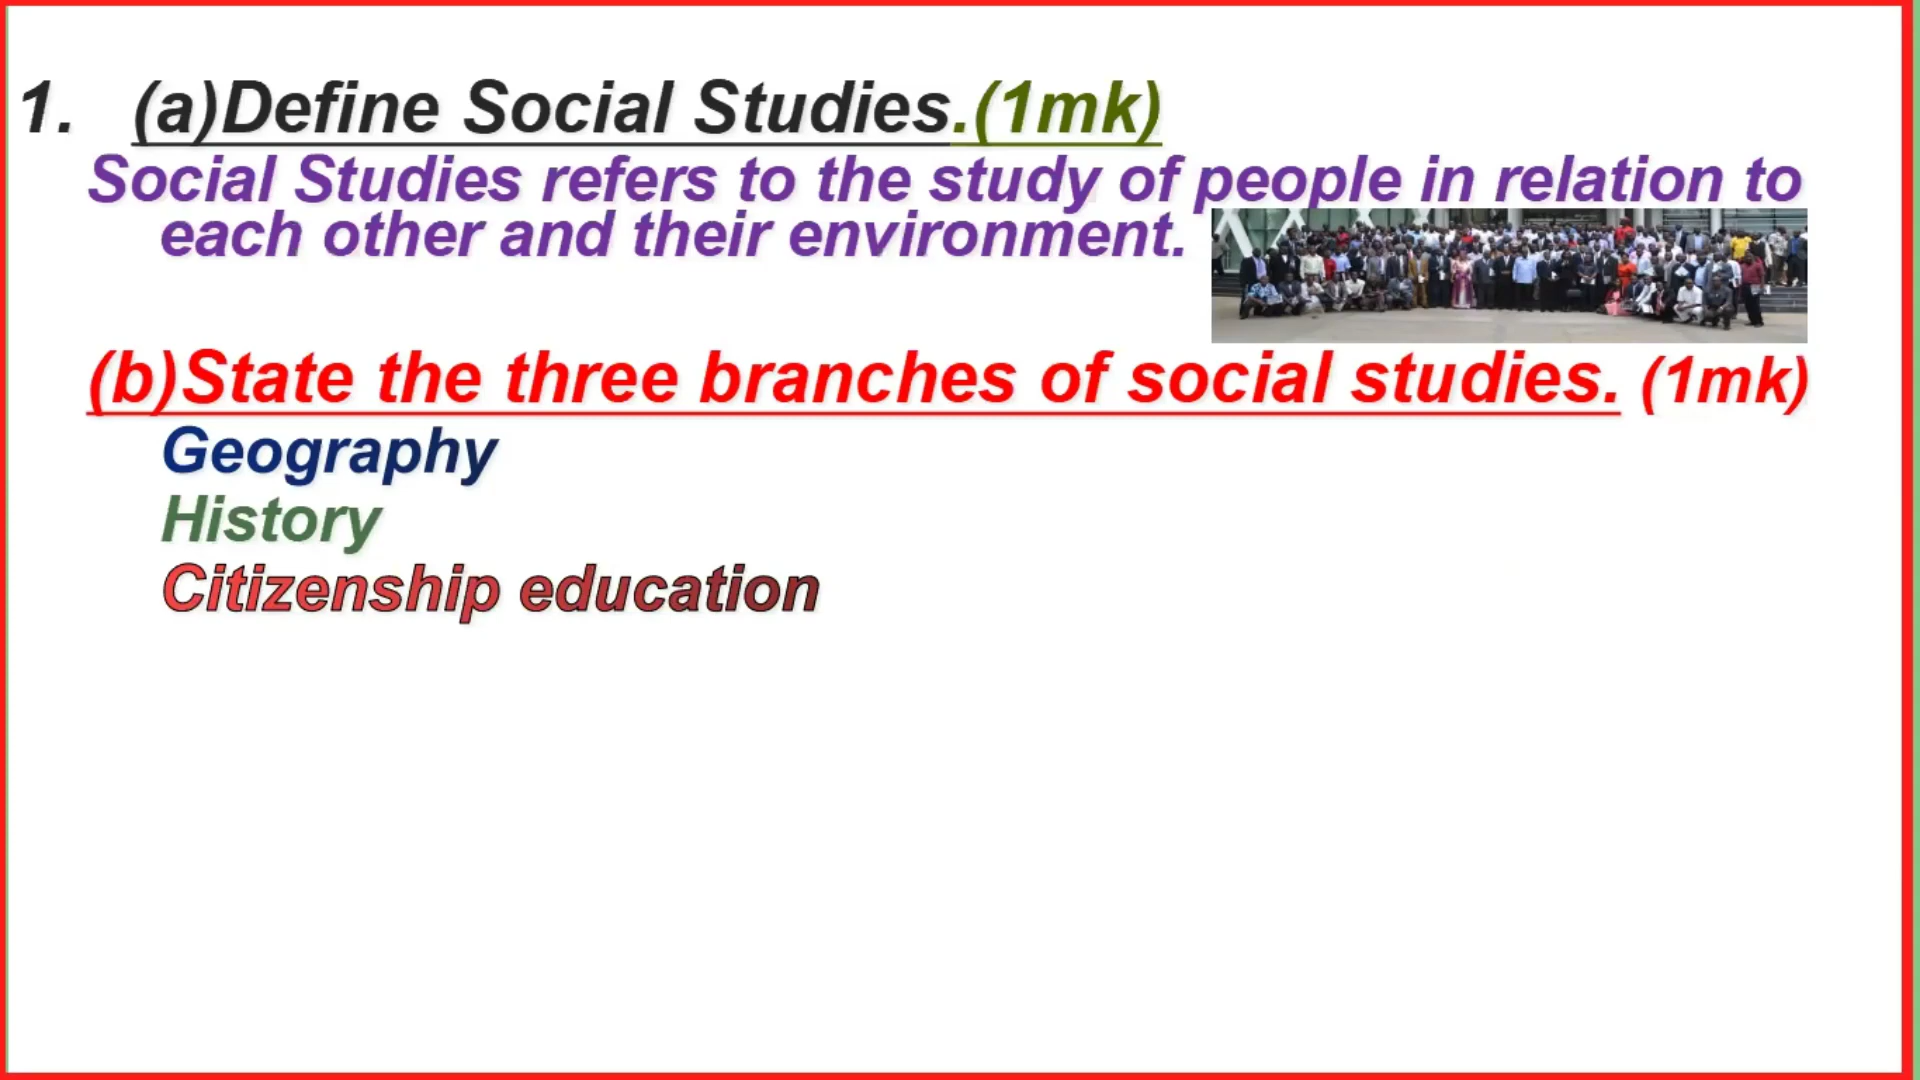 1. (a)Define Social Studies.(1mk)
Social Studies refers to the study of people in relation to
each other and their environment.
(b)State the three branches of social studies. (1mk)
Geography
History
Citizenship education